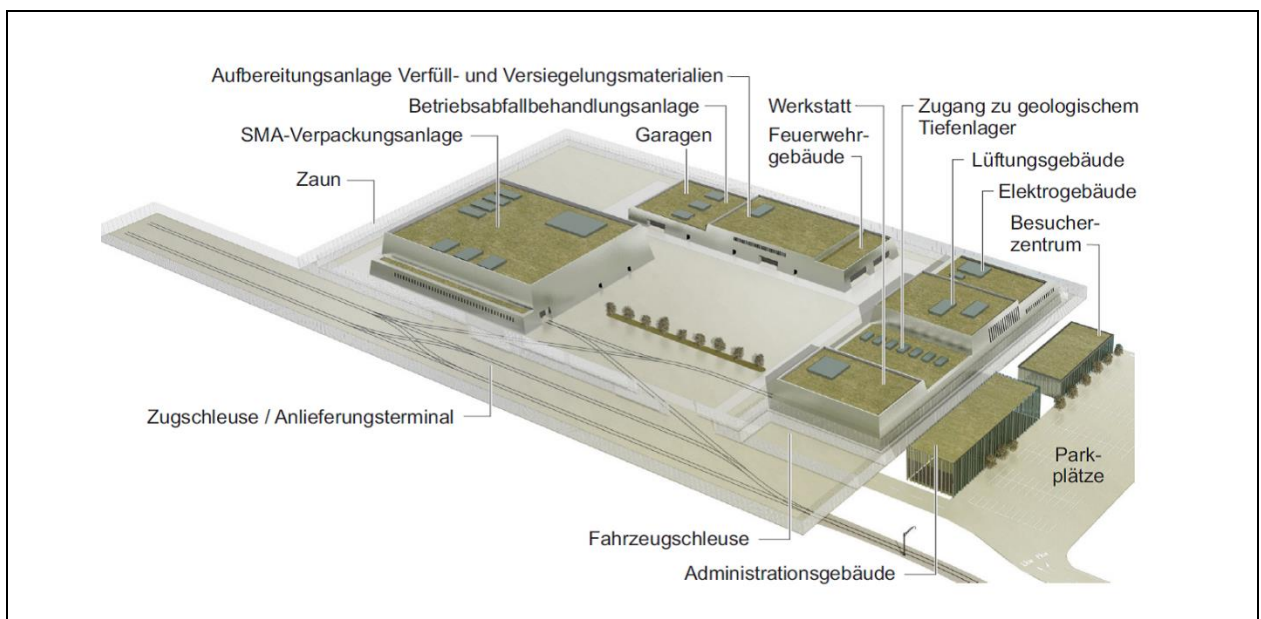 Aufbereitungsanlage Verfüll- und Versiegelungsmaterialien
Betriebsabfallbehandlungsanlage
SMA-Verpackungsanlage
Garagen
Zaun
Werkstatt
Feuerwehr-
gebäude
Zugang zu geologischem
Tiefenlager
Lüftungsgebäude
Elektrogebäude
Besucher-
zentrum
Zugschleuse / Anlieferungsterminal
Park-
plätze
Fahrzeugschleuse
Administrationsgebäude